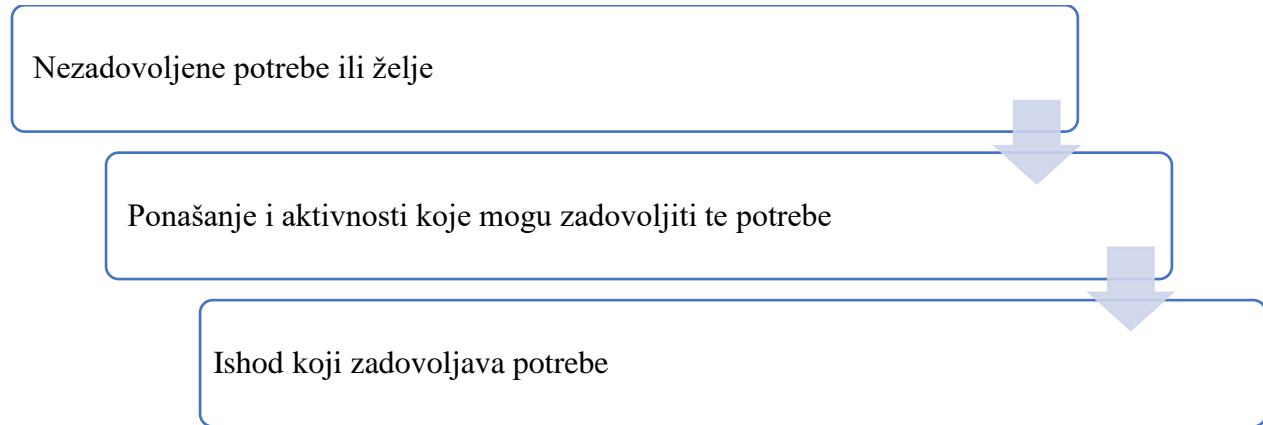 Nezadovoljene potrebe ili želje
Ponašanje i aktivnosti koje mogu zadovoljiti te potrebe
Ishod koji zadovoljava potrebe